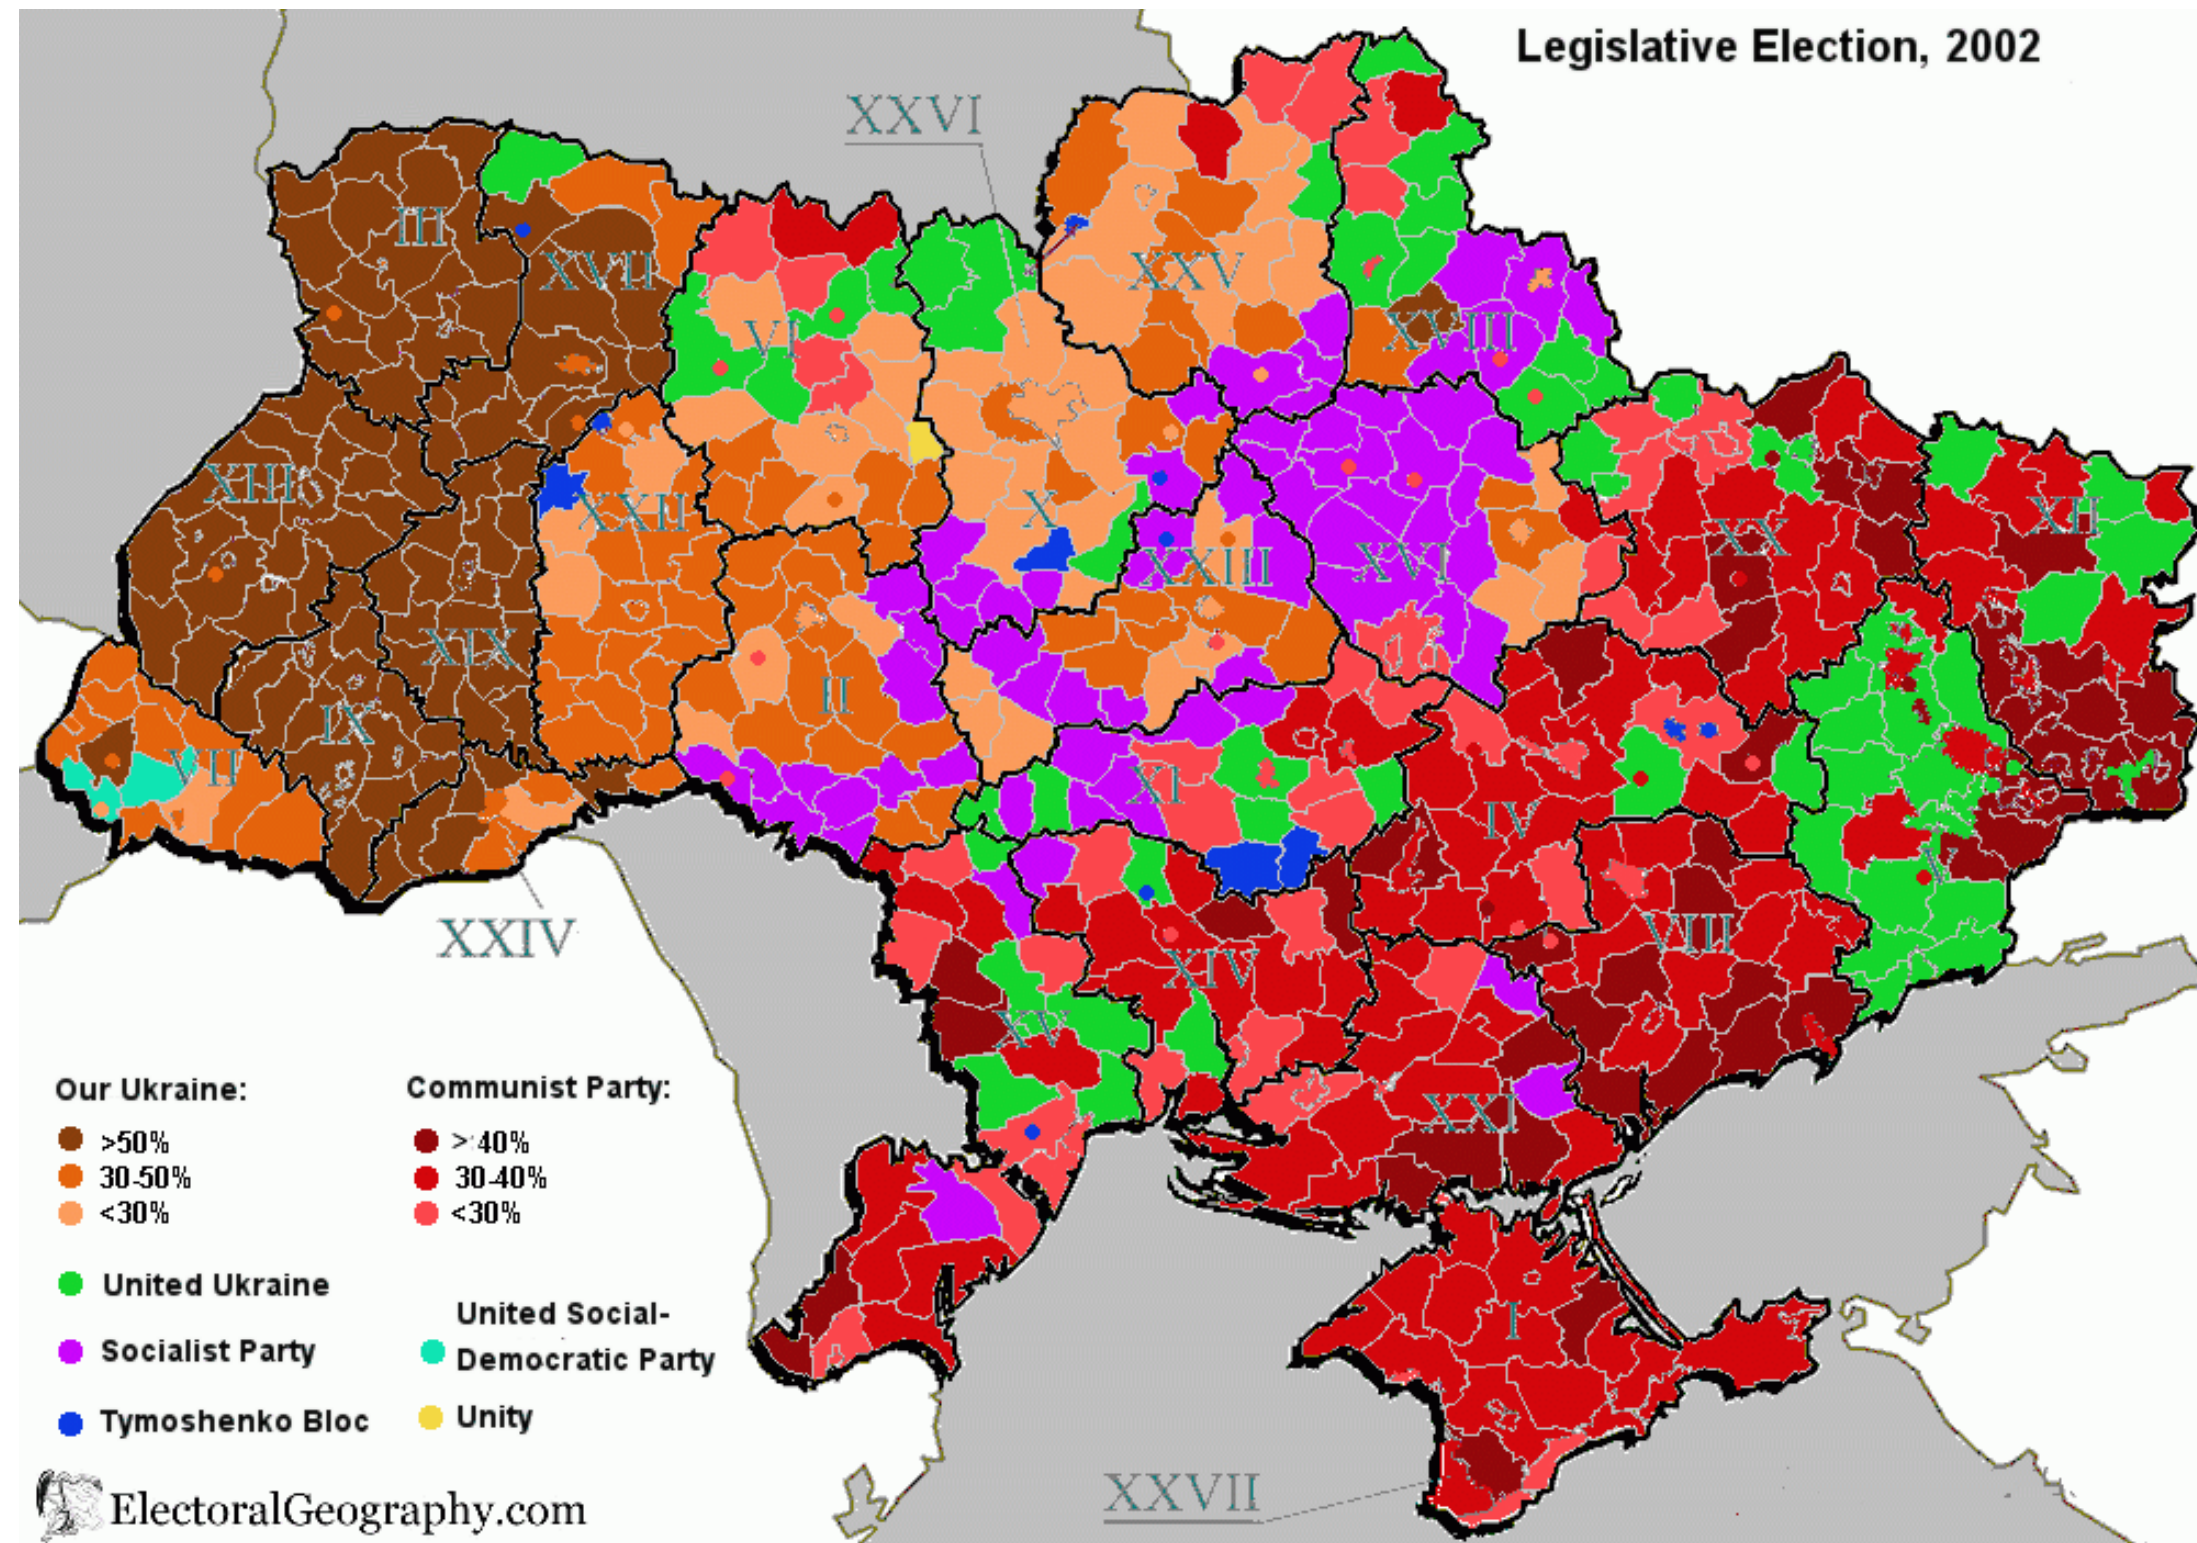 Legislative Election, 2002
XXVI
III
XVII
XXV
VI
XVIII
XIII
XXII
X
XXIII
XVI
XX
XII
XIX
II
IX
VII
XI
IV
V
XXIV
VIII
XIV
XV
XXI
I
XXVII
Our Ukraine:
>50%
30-50%
<30%
Communist Party:
>40%
30-40%
<30%
United Ukraine
Socialist Party
Tymoshenko Bloc
United Social-
Democratic Party
Unity
ElectoralGeography.com